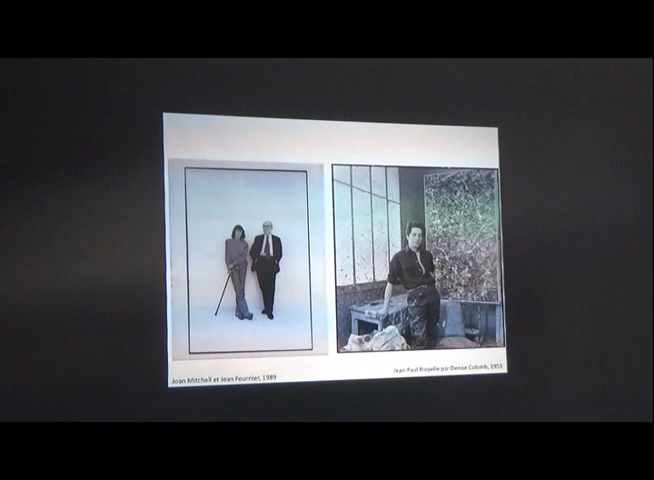 Joan Mitchell et Jean Fournier, 1989
Jean-Paul Riopelle par Denise Colomb, 1953